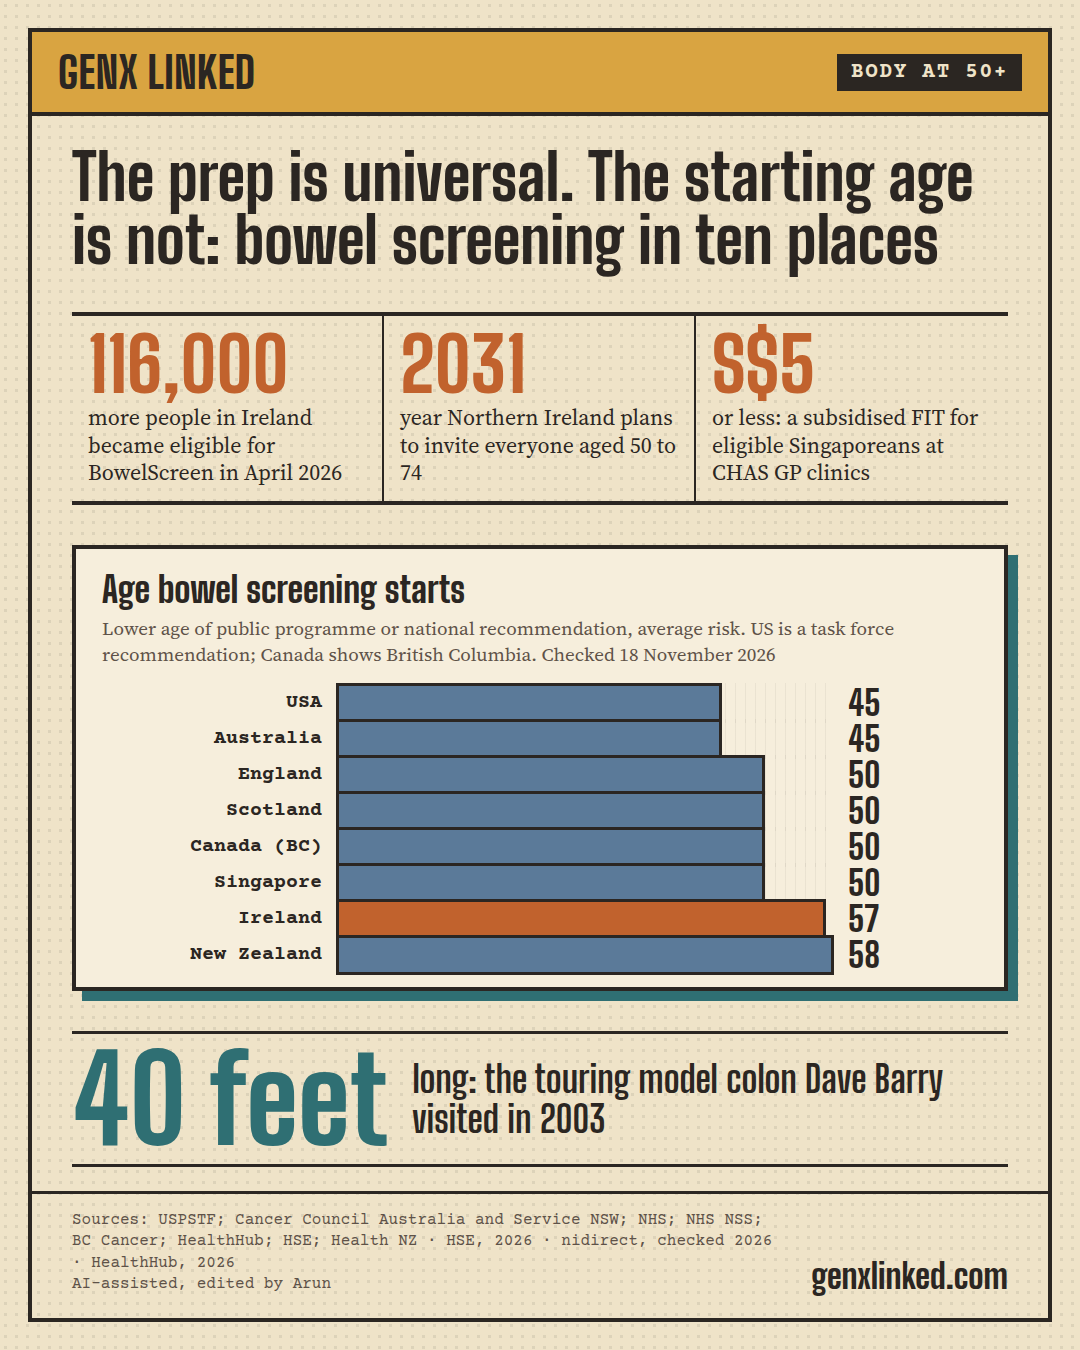 GENX LINKED
BODY AT 50+
The prep is universal. The starting age
is not: bowel screening in ten places
116,000
more people in Ireland
became eligible for
BowelScreen in April 2026
2031
year Northern Ireland plans
to invite everyone aged 50 to
74
S$5
or less: a subsidised FIT for
eligible Singaporeans at
CHAS GP clinics
Age bowel screening starts
Lower age of public programme or national recommendation, average risk. US is a task force
recommendation; Canada shows British Columbia. Checked 18 November 2026
USA 45
Australia 45
England 50
Scotland 50
Canada (BC) 50
Singapore 50
Ireland 57
New Zealand 58
40 feet
long: the touring model colon Dave Barry
visited in 2003
Sources: USPSTF; Cancer Council Australia and Service NSW; NHS; NHS NSS;
BC Cancer; HealthHub; HSE; Health NZ · HSE, 2026 · nidirect, checked 2026
· HealthHub, 2026
AI-assisted, edited by Arun
genxlinked.com